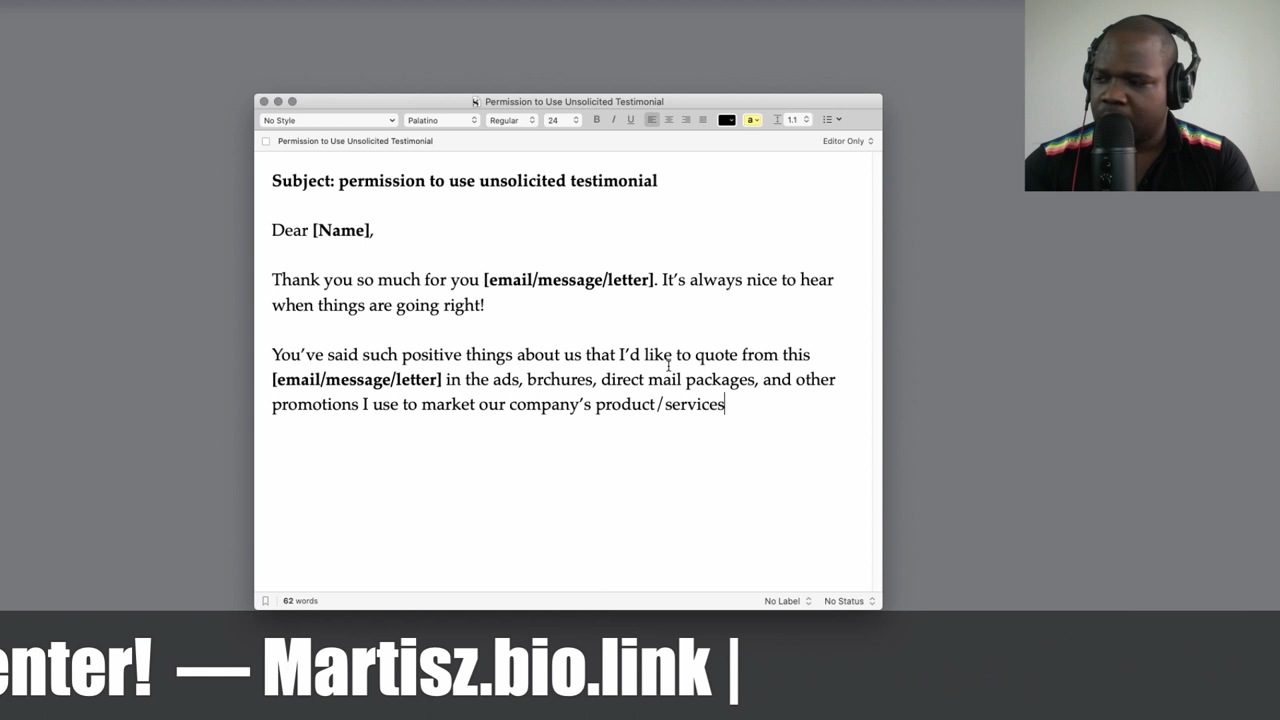 Permission to Use Unsolicited Testimonial
No Style Palatino Regular 24 B I U a 1.1
Permission to Use Unsolicited Testimonial Editor Only
Subject: permission to use unsolicited testimonial
Dear [Name],
Thank you so much for you [email/message/letter]. It’s always nice to hear
when things are going right!
You’ve said such positive things about us that I’d like to quote from this
[email/message/letter] in the ads, brchures, direct mail packages, and other
promotions I use to market our company’s product/services
62 words No Label No Status
enter! — Martisz.bio.link |